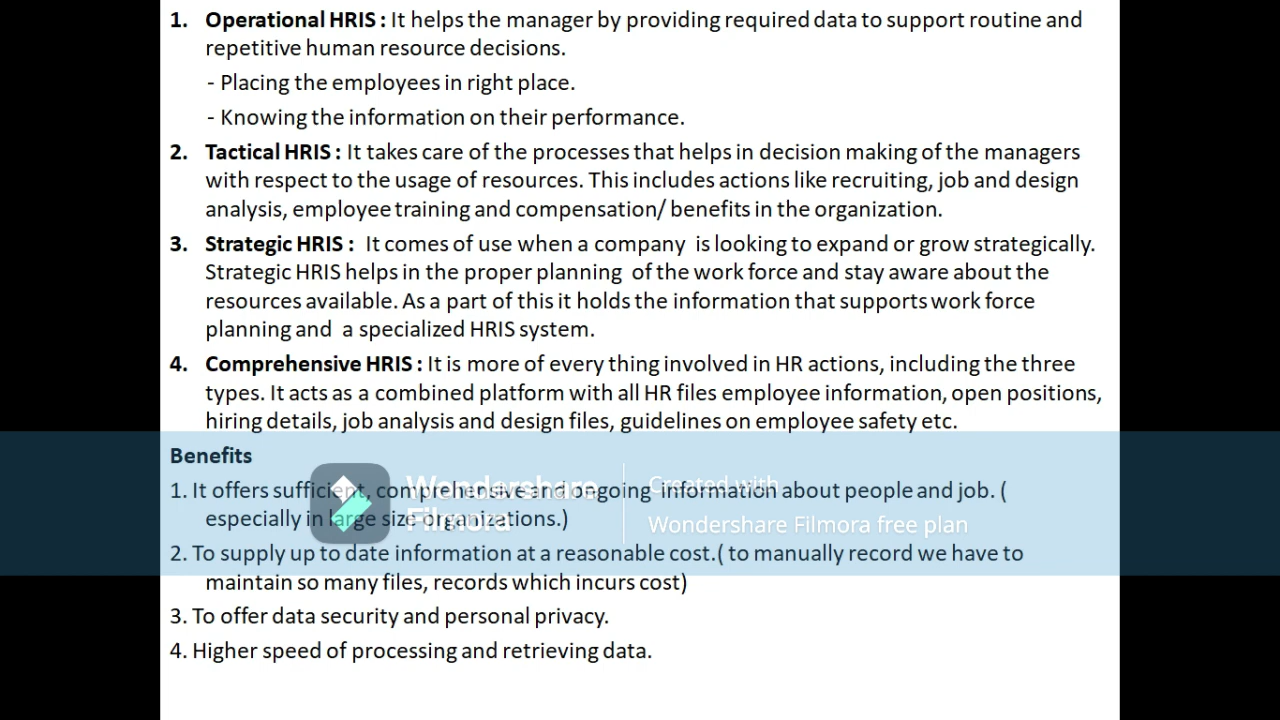 1. Operational HRIS : It helps the manager by providing required data to support routine and
repetitive human resource decisions.
- Placing the employees in right place.
- Knowing the information on their performance.
2. Tactical HRIS : It takes care of the processes that helps in decision making of the managers
with respect to the usage of resources. This includes actions like recruiting, job and design
analysis, employee training and compensation/ benefits in the organization.
3. Strategic HRIS : It comes of use when a company is looking to expand or grow strategically.
Strategic HRIS helps in the proper planning of the work force and stay aware about the
resources available. As a part of this it holds the information that supports work force
planning and a specialized HRIS system.
4. Comprehensive HRIS : It is more of every thing involved in HR actions, including the three
types. It acts as a combined platform with all HR files employee information, open positions,
hiring details, job analysis and design files, guidelines on employee safety etc.
Benefits
1. It offers sufficient, comprehensive and ongoing information about people and job. (
especially in large size organizations.)
Wondershare
Filmora
Created with
Wondershare Filmora free plan
2. To supply up to date information at a reasonable cost.( to manually record we have to
maintain so many files, records which incurs cost)
3. To offer data security and personal privacy.
4. Higher speed of processing and retrieving data.